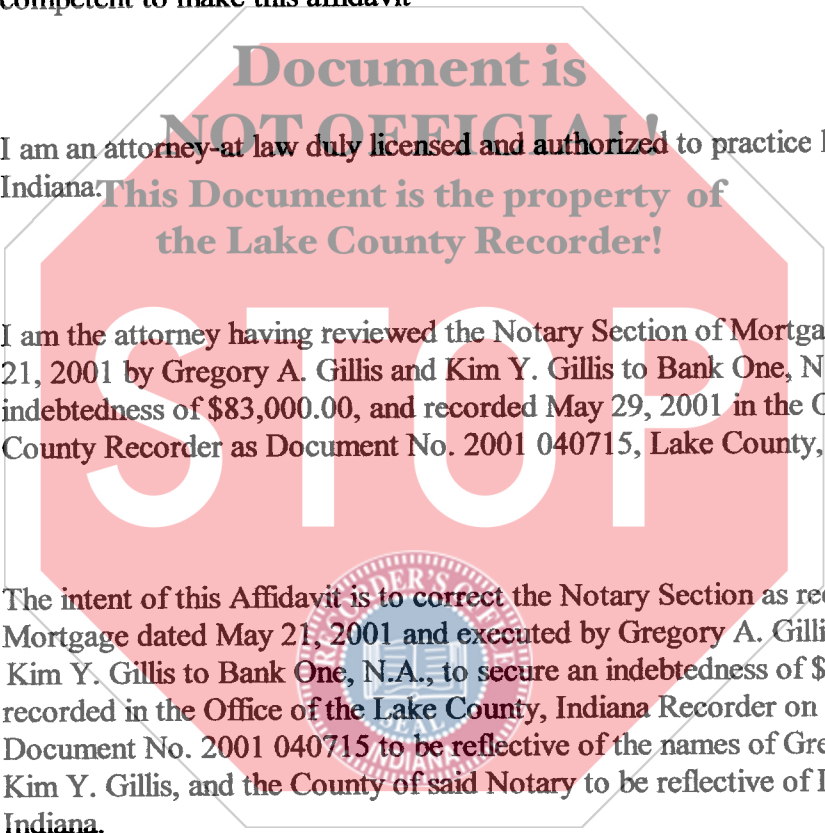 competent to make this affidavit
Document is
NOT OFFICIAL!
I am an attorney-at law duly licensed and authorized to practice
Indiana.
This Document is the property of
the Lake County Recorder!
STOP
I am the attorney having reviewed the Notary Section of Mortga
21, 2001 by Gregory A. Gillis and Kim Y. Gillis to Bank One, N
indebtedness of $83,000.00, and recorded May 29, 2001 in the
County Recorder as Document No. 2001 040715, Lake County,
The intent of this Affidavit is to correct the Notary Section as rec
Mortgage dated May 21, 2001 and executed by Gregory A. Gilli
Kim Y. Gillis to Bank One, N.A., to secure an indebtedness of $
recorded in the Office of the Lake County, Indiana Recorder on
Document No. 2001 040715 to be reflective of the names of Gre
Kim Y. Gillis, and the County of said Notary to be reflective of
Indiana.
RECORDER'S OFFICE
SEAL
INDIANA